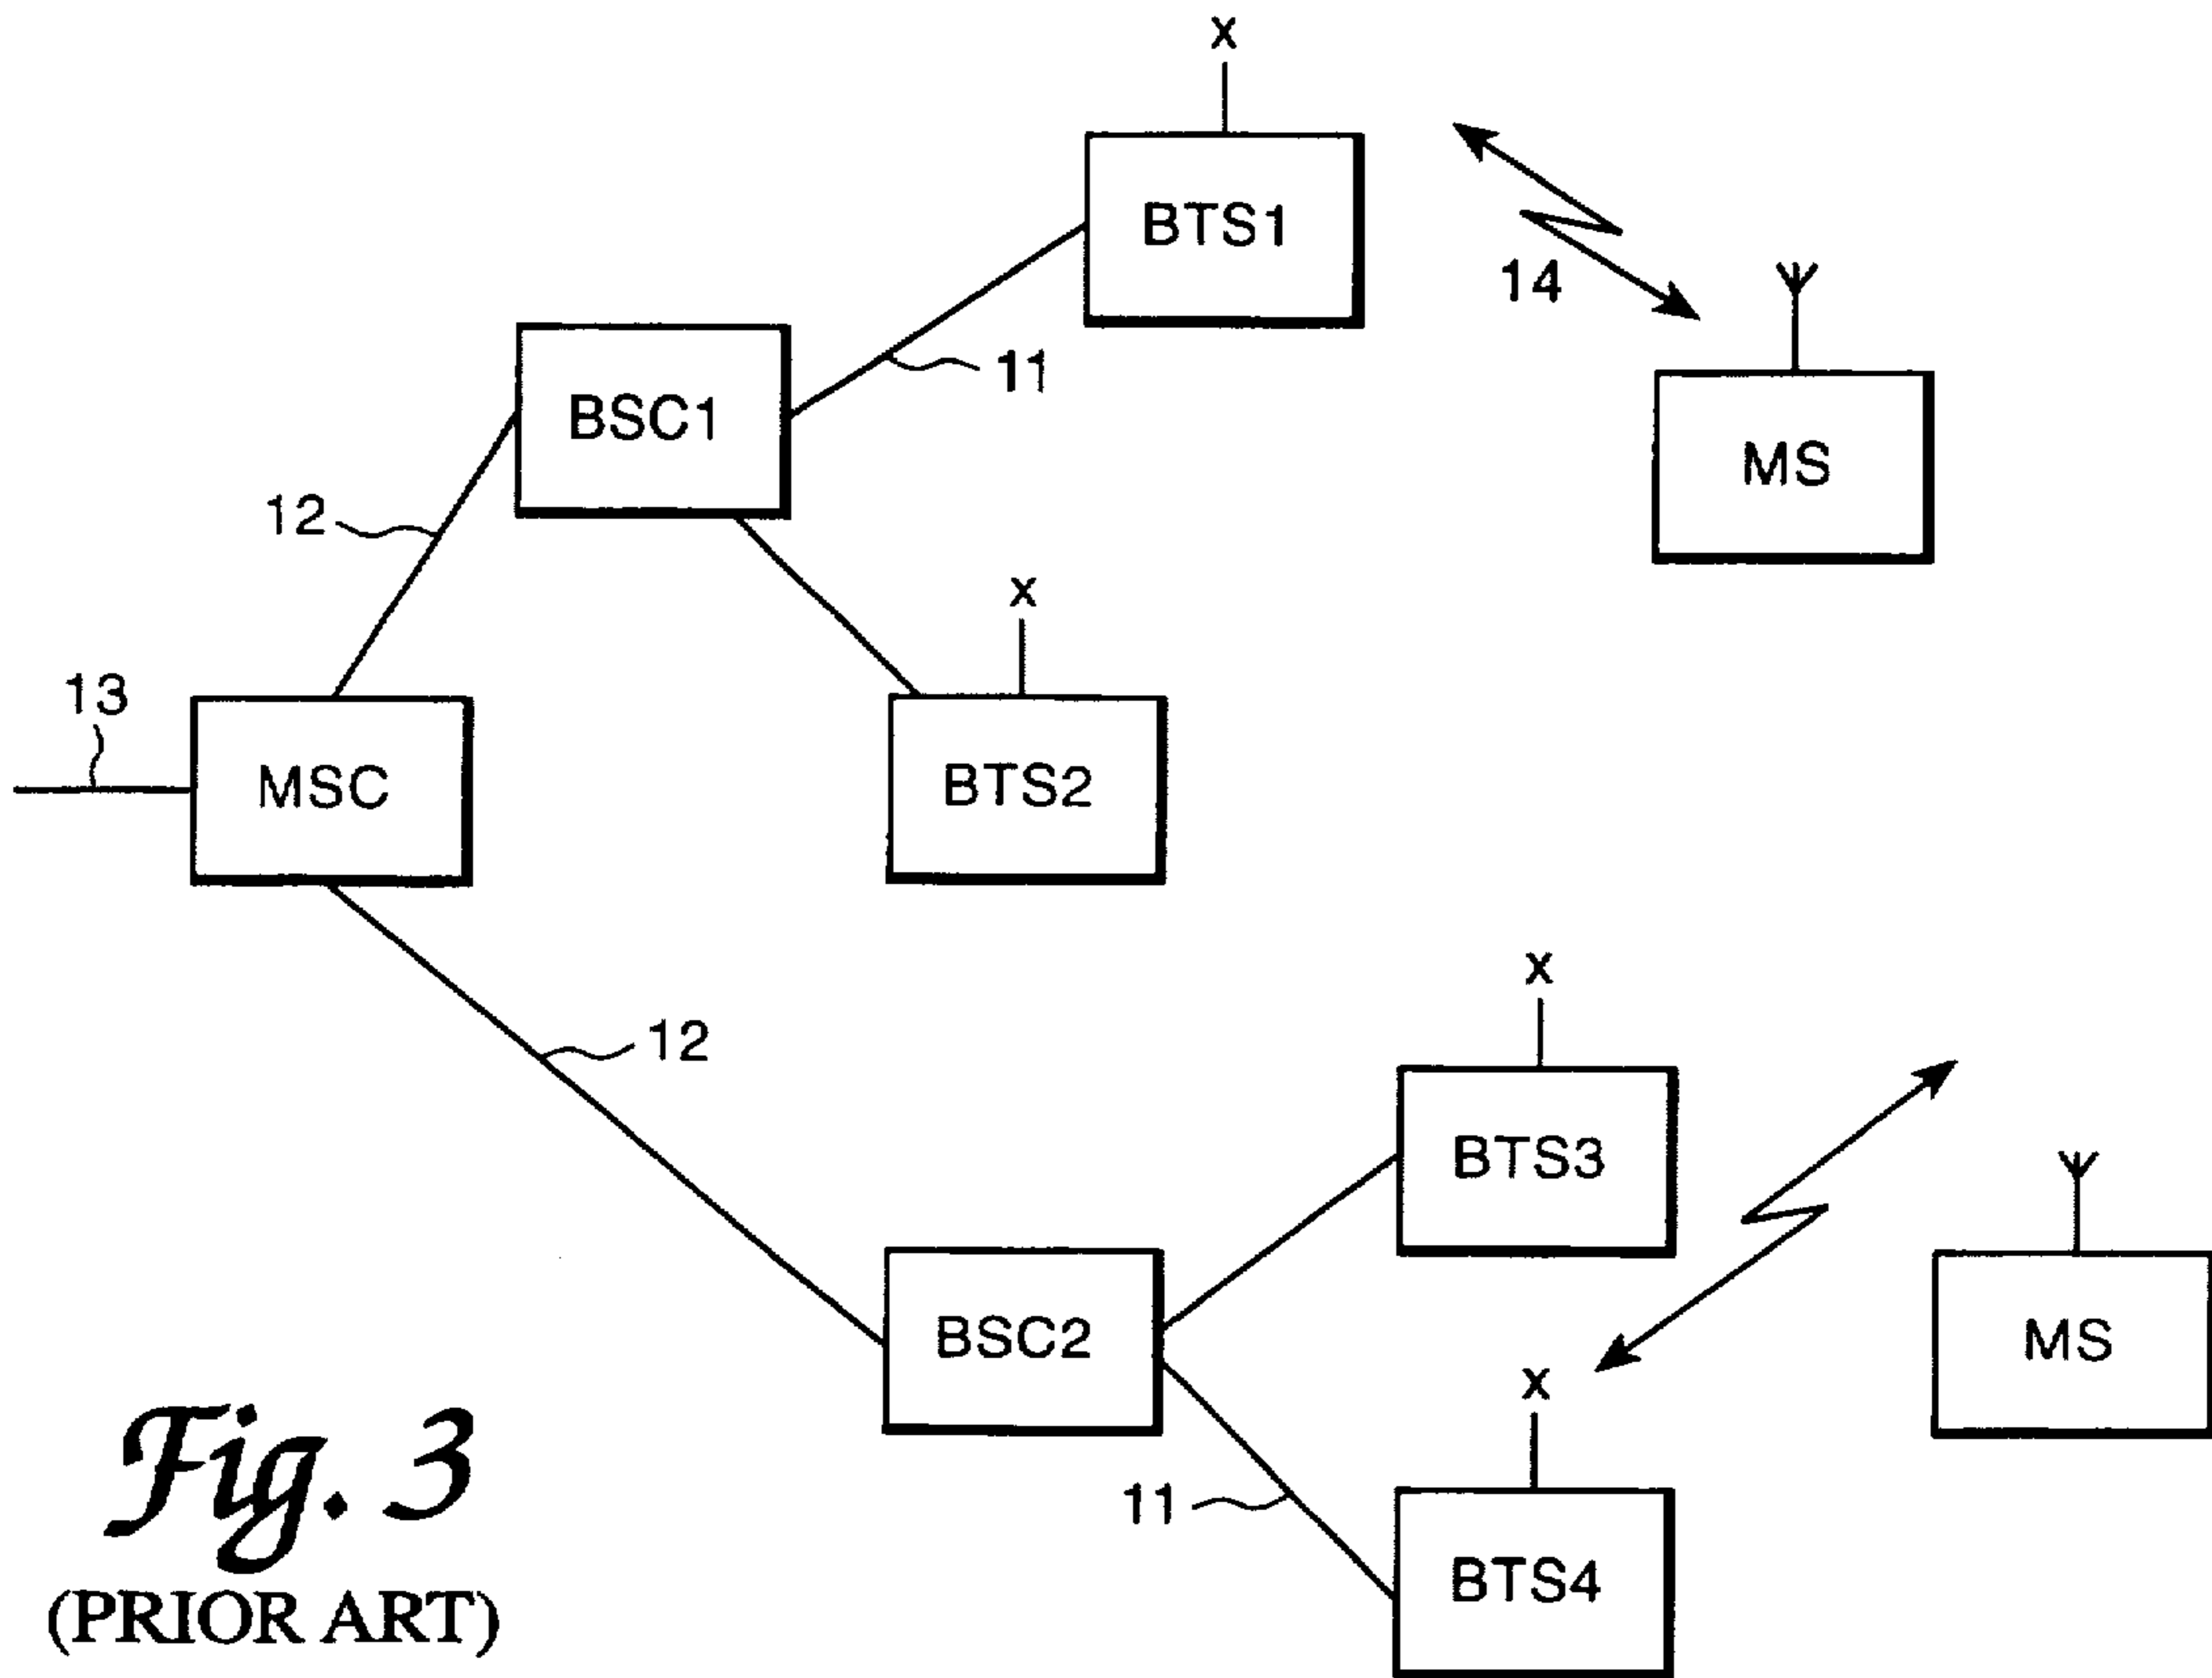 x
BTS1
14
11
BSC1
MS
12
x
13
MSC
BTS2
x
12
BTS3
BSC2
MS
x
11
BTS4
Fig. 3
(PRIOR ART)